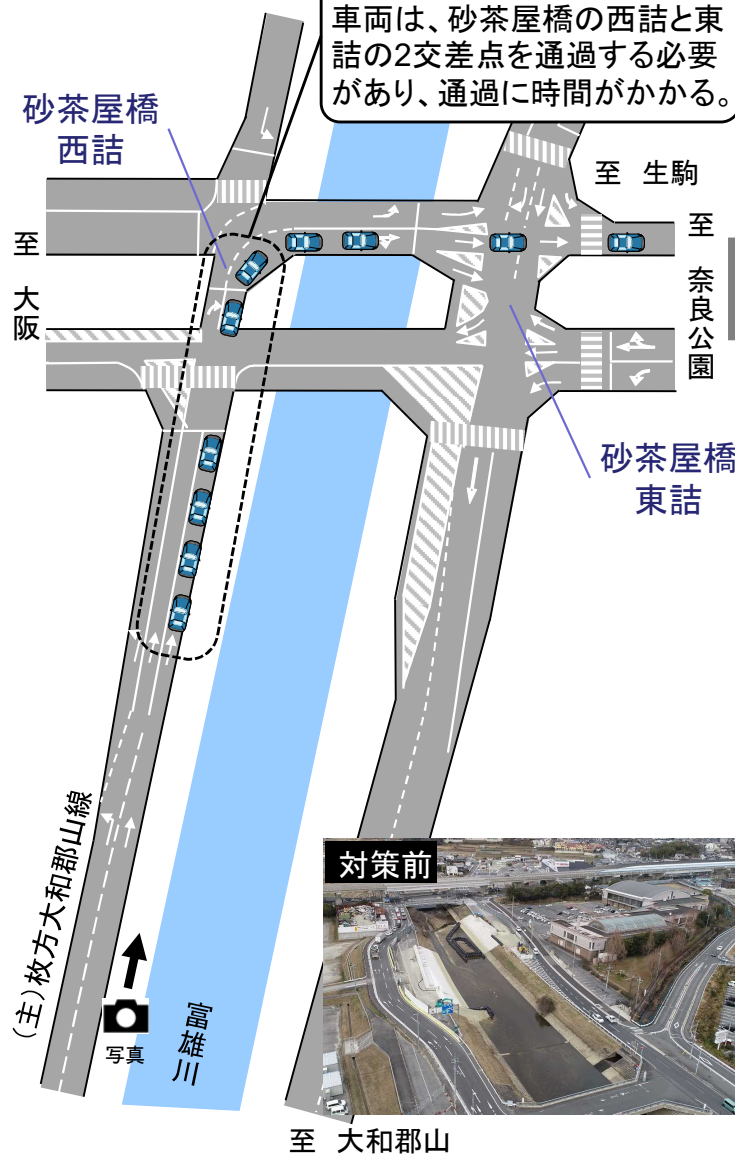 車両は、砂茶屋橋の西詰と東
詰の2交差点を通過する必要
があり、通過に時間がかかる。
砂茶屋橋
西詰
至 生駒
至 大阪
至 奈良公園
砂茶屋橋
東詰
(主)枚方大和郡山線
写真
富雄川
対策前
至 大和郡山